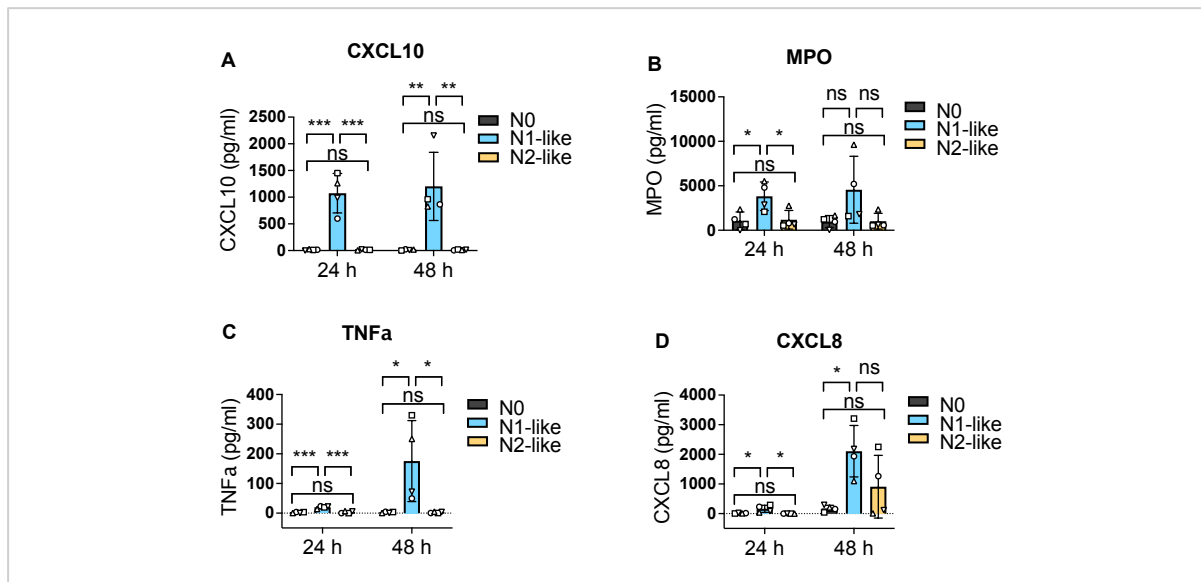 A
CXCL10
*** ***
ns
** **
ns
CXCL10 (pg/ml)
2500
2000
1500
1000
500
0
24 h 48 h
N0
N1-like
N2-like
B
MPO
* *
ns
ns ns
ns
MPO (pg/ml)
15000
10000
5000
0
24 h 48 h
N0
N1-like
N2-like
C
TNFa
*** ***
ns
* *
ns
TNFa (pg/ml)
400
300
200
100
0
24 h 48 h
N0
N1-like
N2-like
D
CXCL8
* *
ns
* ns
ns
CXCL8 (pg/ml)
4000
3000
2000
1000
0
24 h 48 h
N0
N1-like
N2-like